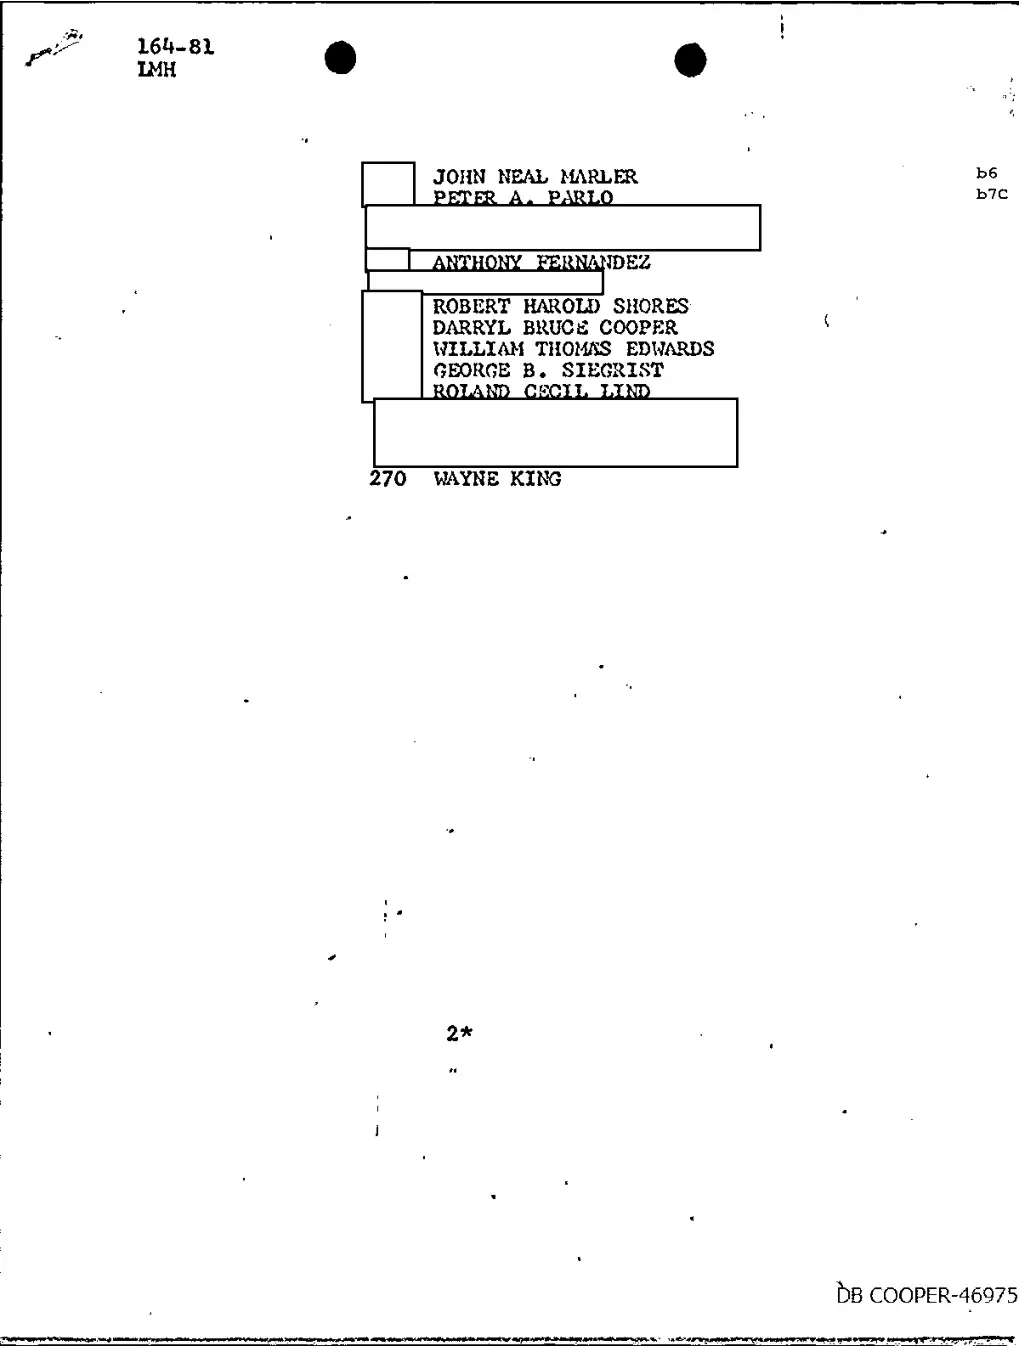 164-81
LMH
JOHN NEAL MARLER
b6
PETER A. PARLO
b7C
ANTHONY FERNANDEZ
ROBERT HAROLD SHORES
DARRYL BRUCE COOPER
WILLIAM THOMAS EDWARDS
GEORGE B. SIEGRIST
ROLAND CECIL LIND
270 WAYNE KING
2*
DB COOPER-46975